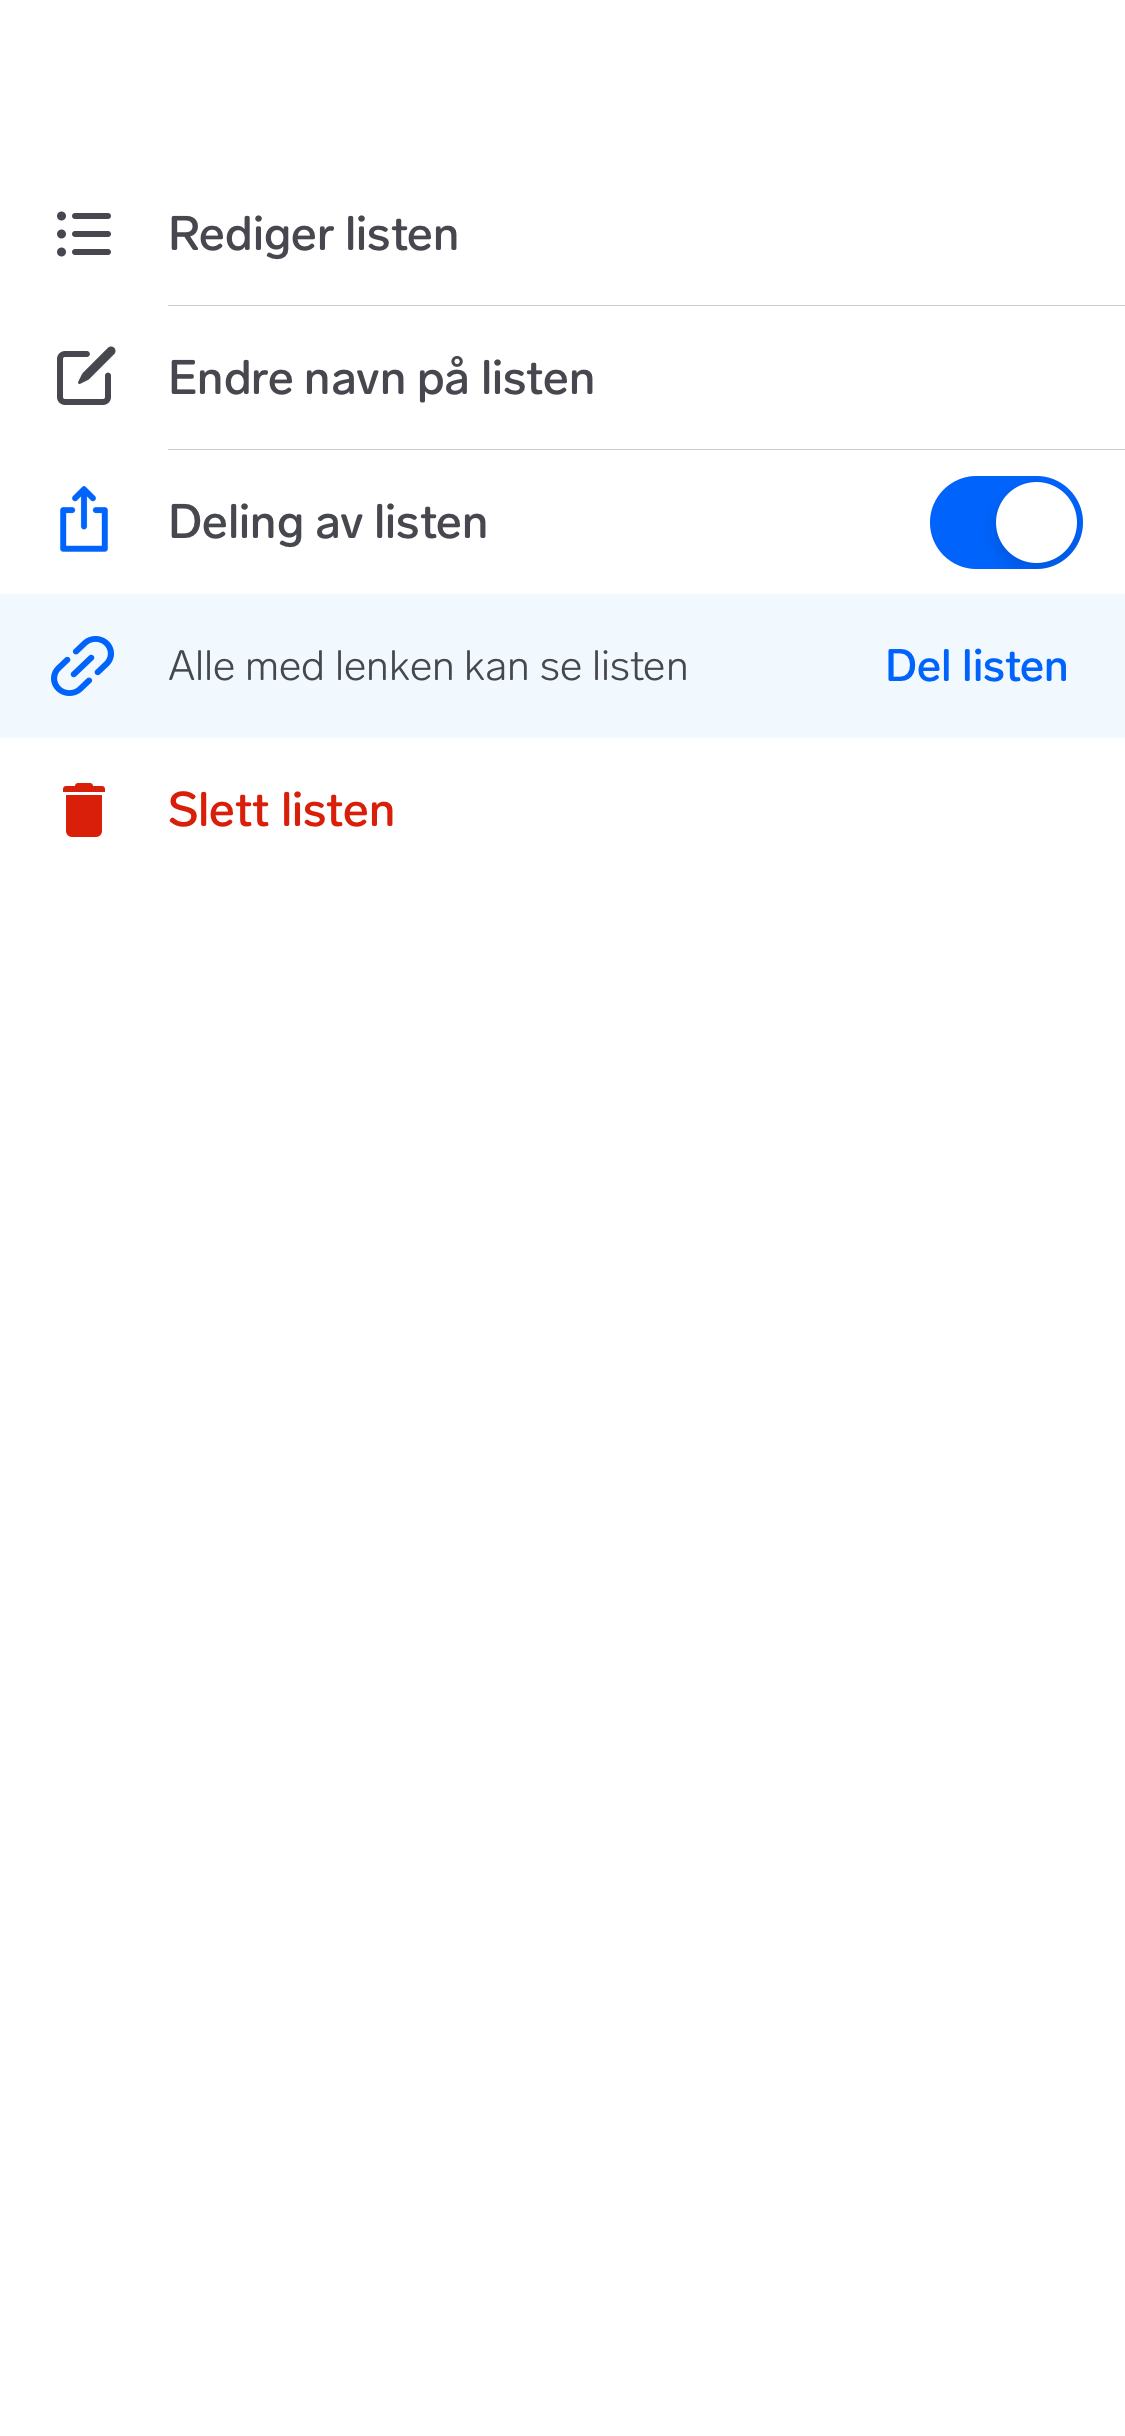 Rediger listen
Endre navn på listen
Deling av listen
Alle med lenken kan se listen Del listen
Slett listen